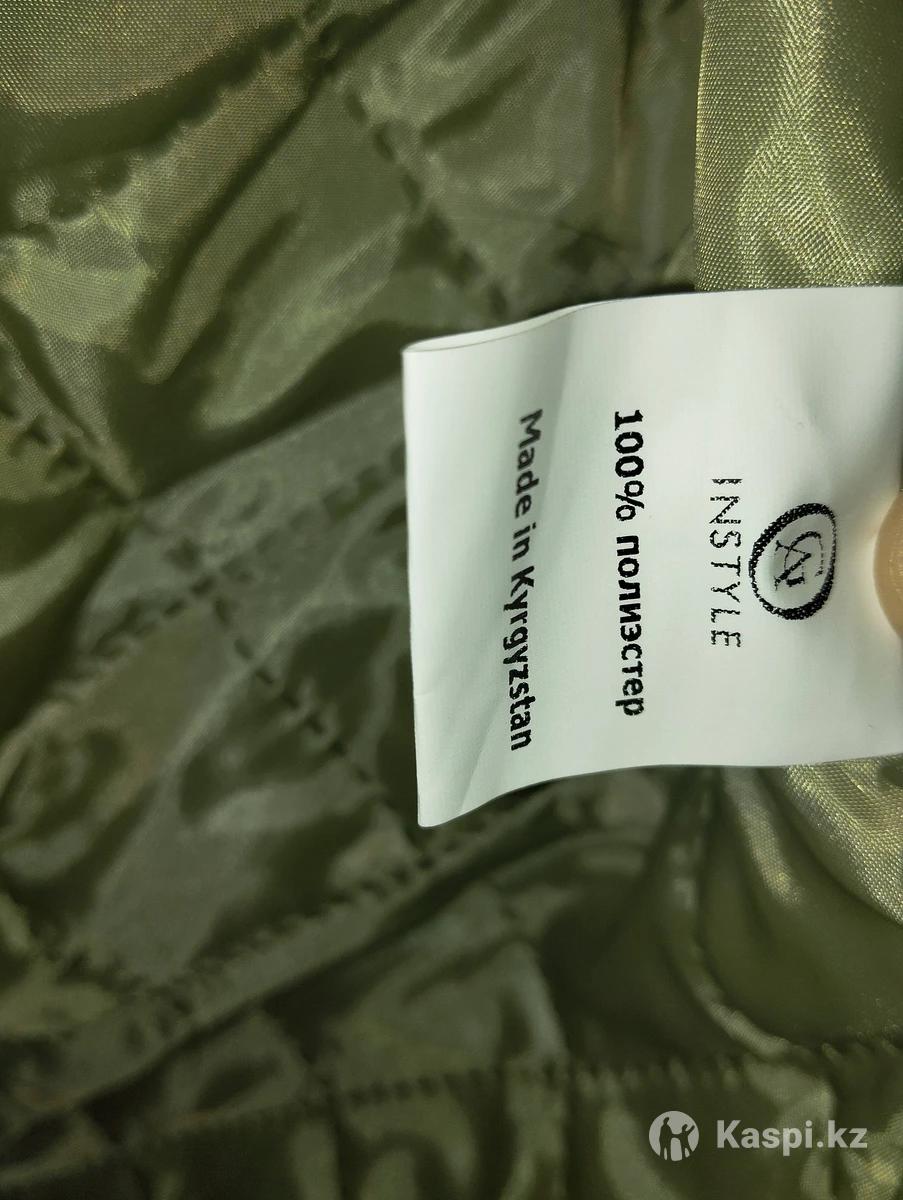 INSTYLE
100% полиэстер
Made in Kyrgyzstan
Kaspi.kz